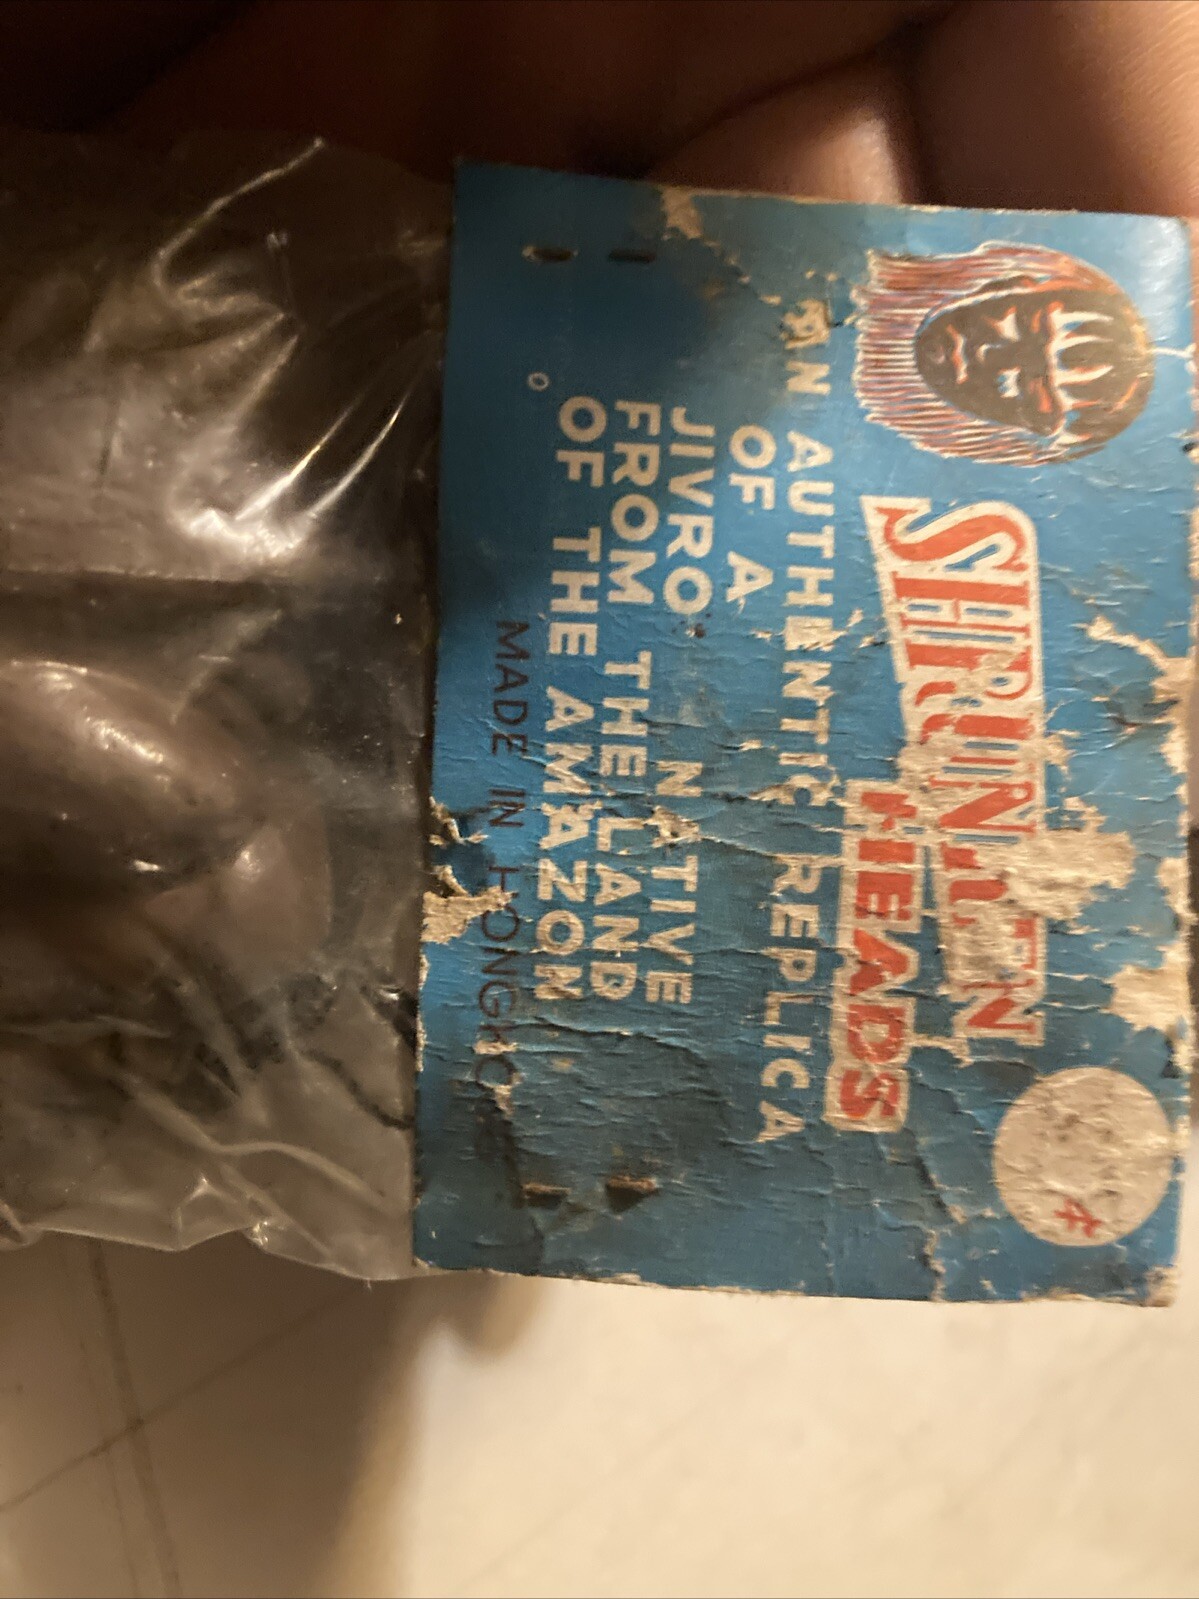 SHRUNKEN
HEADS
AN AUTHENTIC REPLICA
OF A
JIVRO NATIVE
FROM THE LAND
OF THE AMAZON
MADE IN HONG